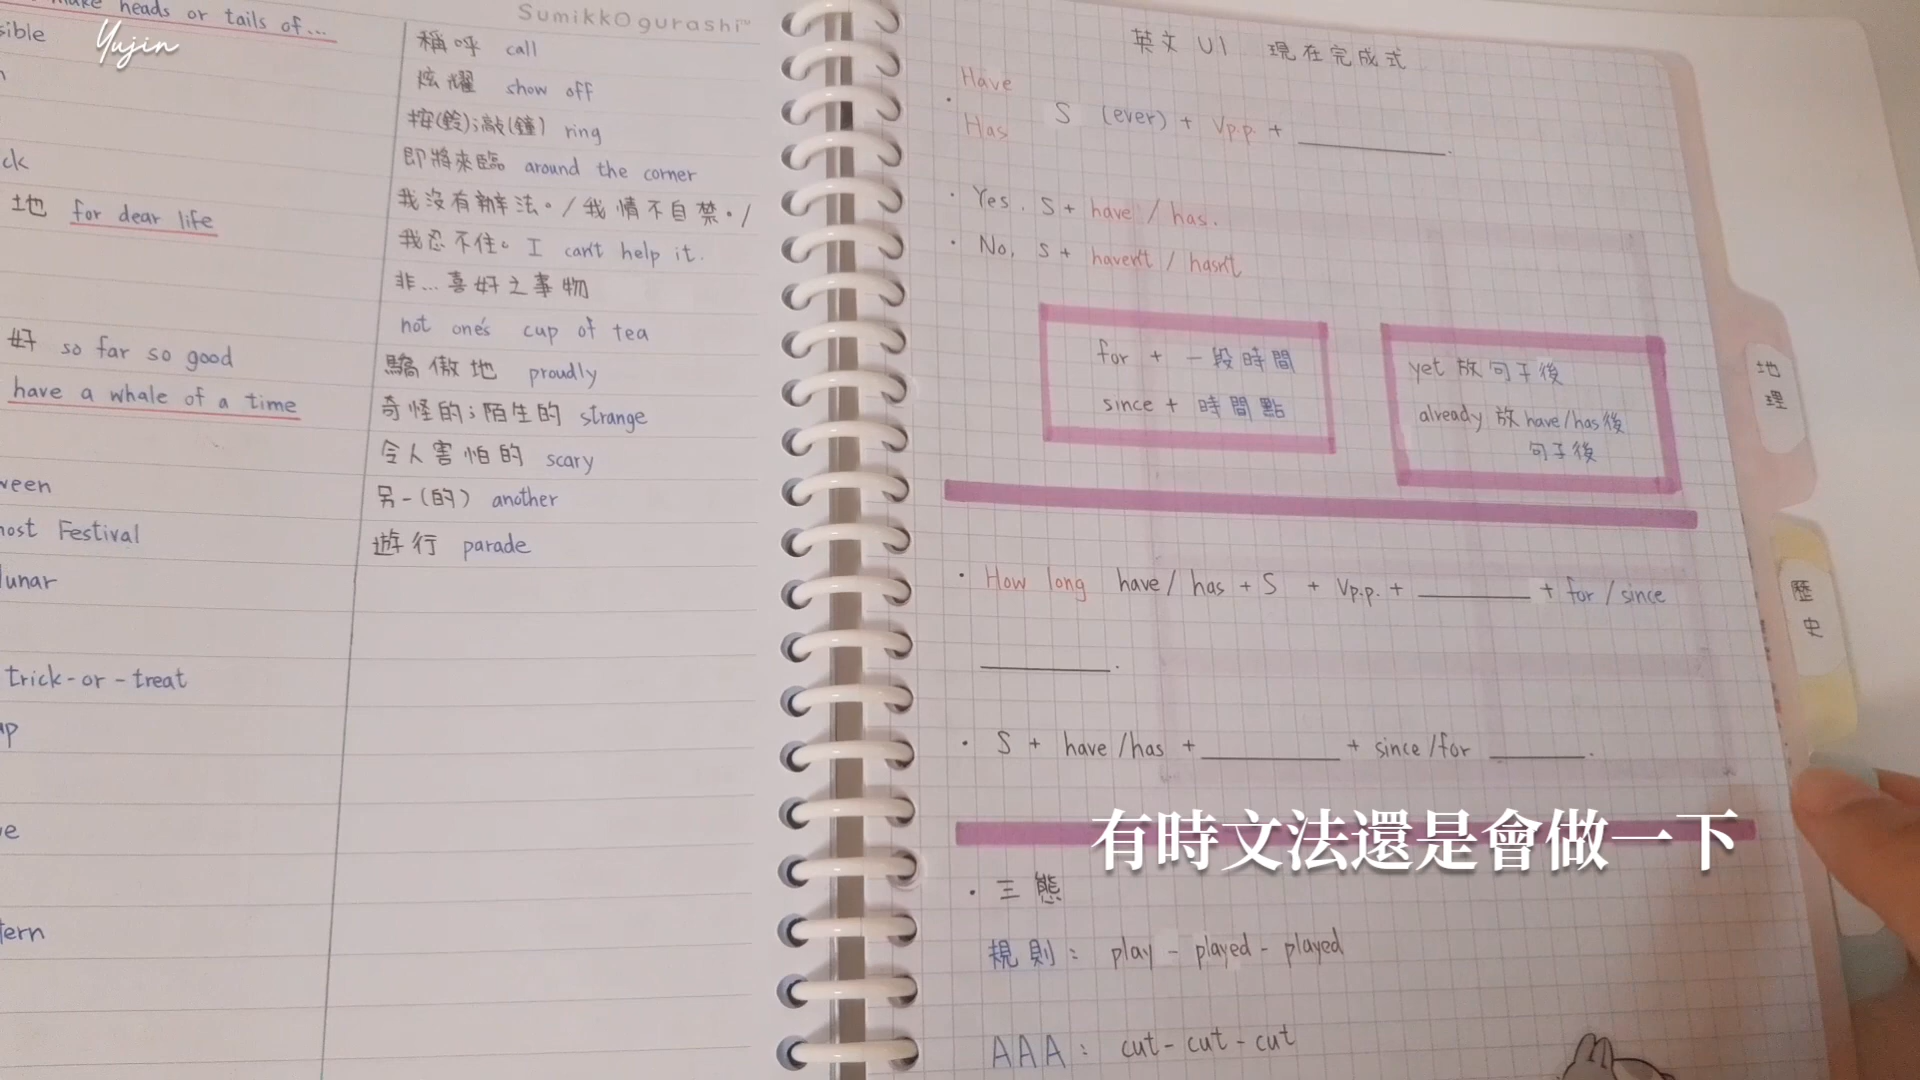 make heads or tails of...
Yujin
for dear life
地
好 so far so good
have a whale of a time
Festival
lunar
trick-or-treat
SumikkOgurashi™
稱呼 call
炫耀 show off
按(鈴);敲(鐘) ring
即將來臨 around the corner
我沒有辦法。/我情不自禁。/
我忍不住。I can't help it.
非...喜好之事物
not one's cup of tea
驕傲地 proudly
奇怪的;陌生的 strange
令人害怕的 scary
另一(的) another
遊行 parade
英文 U1 現在完成式
Have
Has S (ever) + Vp.p. + ______.
· Yes, S + have / has.
· No, S + haven't / hasn't
for + 一段時間
since + 時間點
yet 放句子後
already 放 have/has後
句子後
· How long have / has + S + Vp.p. + ______ + for / since
______.
· S + have /has + ______ + since /for ______.
有時文法還是會做一下
· 三態
規則: play - played - played
AAA: cut - cut - cut
地理
歷史